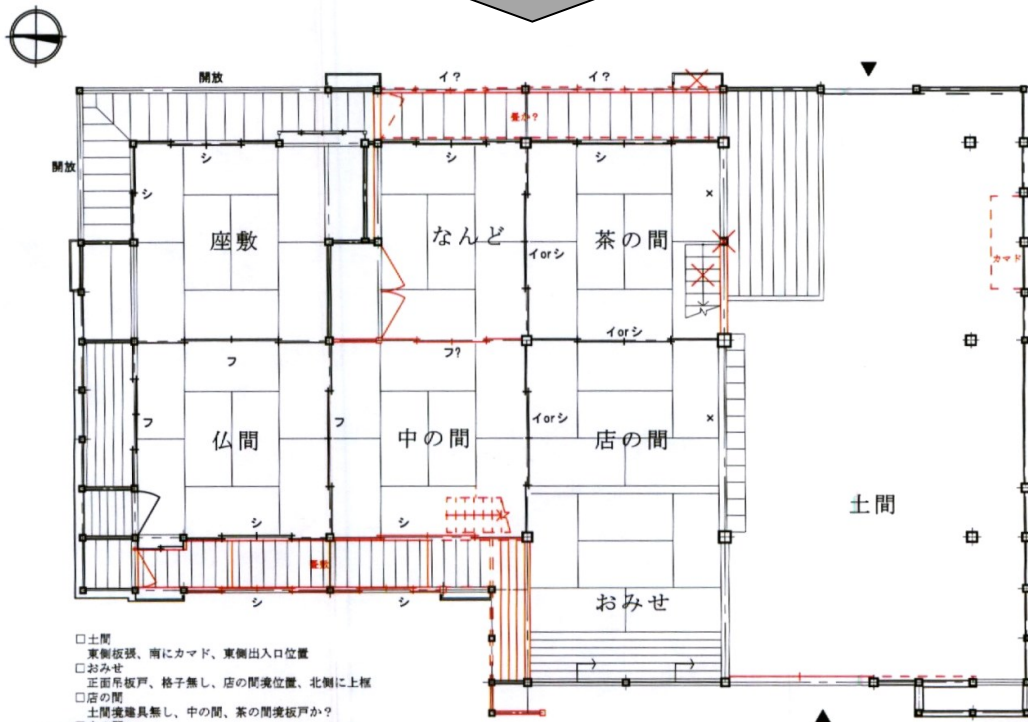 開放
イ?
イ?
畳か?
開放
シ
シ
シ
シ
座敷
なんど
茶の間
イorシ
イorシ
カマド
フ
フ?
フ
フ
仏間
中の間
イorシ
店の間
土間
シ
シ
おみせ
シ
シ
□土間
東側板張、南にカマド、東側出入口位置
□おみせ
正面吊板戸、格子無し、店の間境位置、北側に上框
□店の間
土間境建具無し、中の間、茶の間境板戸か?